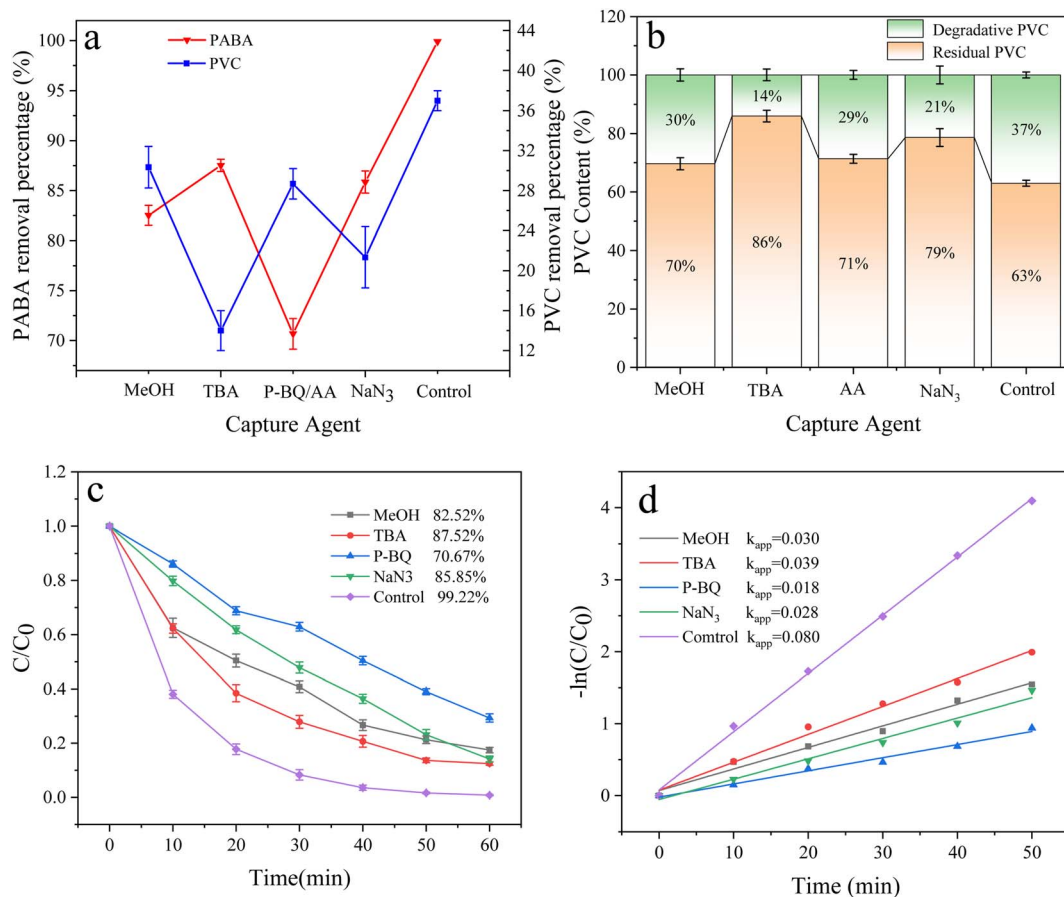 a
PABA
PVC
PABA removal percentage (%)
100
95
90
85
80
75
70
44
40
36
32
28
24
20
16
12
PVC removal percentage (%)
MeOH
TBA
P-BQ/AA
NaN3
Control
Capture Agent
b
Degradative PVC
Residual PVC
PVC Content (%)
120
100
80
60
40
20
0
30%
14%
29%
21%
37%
70%
86%
71%
79%
63%
MeOH
TBA
AA
NaN3
Control
Capture Agent
c
MeOH 82.52%
TBA 87.52%
P-BQ 70.67%
NaN3 85.85%
Control 99.22%
C/C0
1.2
1.0
0.8
0.6
0.4
0.2
0.0
0
10
20
30
40
50
60
Time(min)
d
MeOH kapp=0.030
TBA kapp=0.039
P-BQ kapp=0.018
NaN3 kapp=0.028
Comtrol kapp=0.080
-ln(C/C0)
4
3
2
1
0
0
10
20
30
40
50
Time (min)